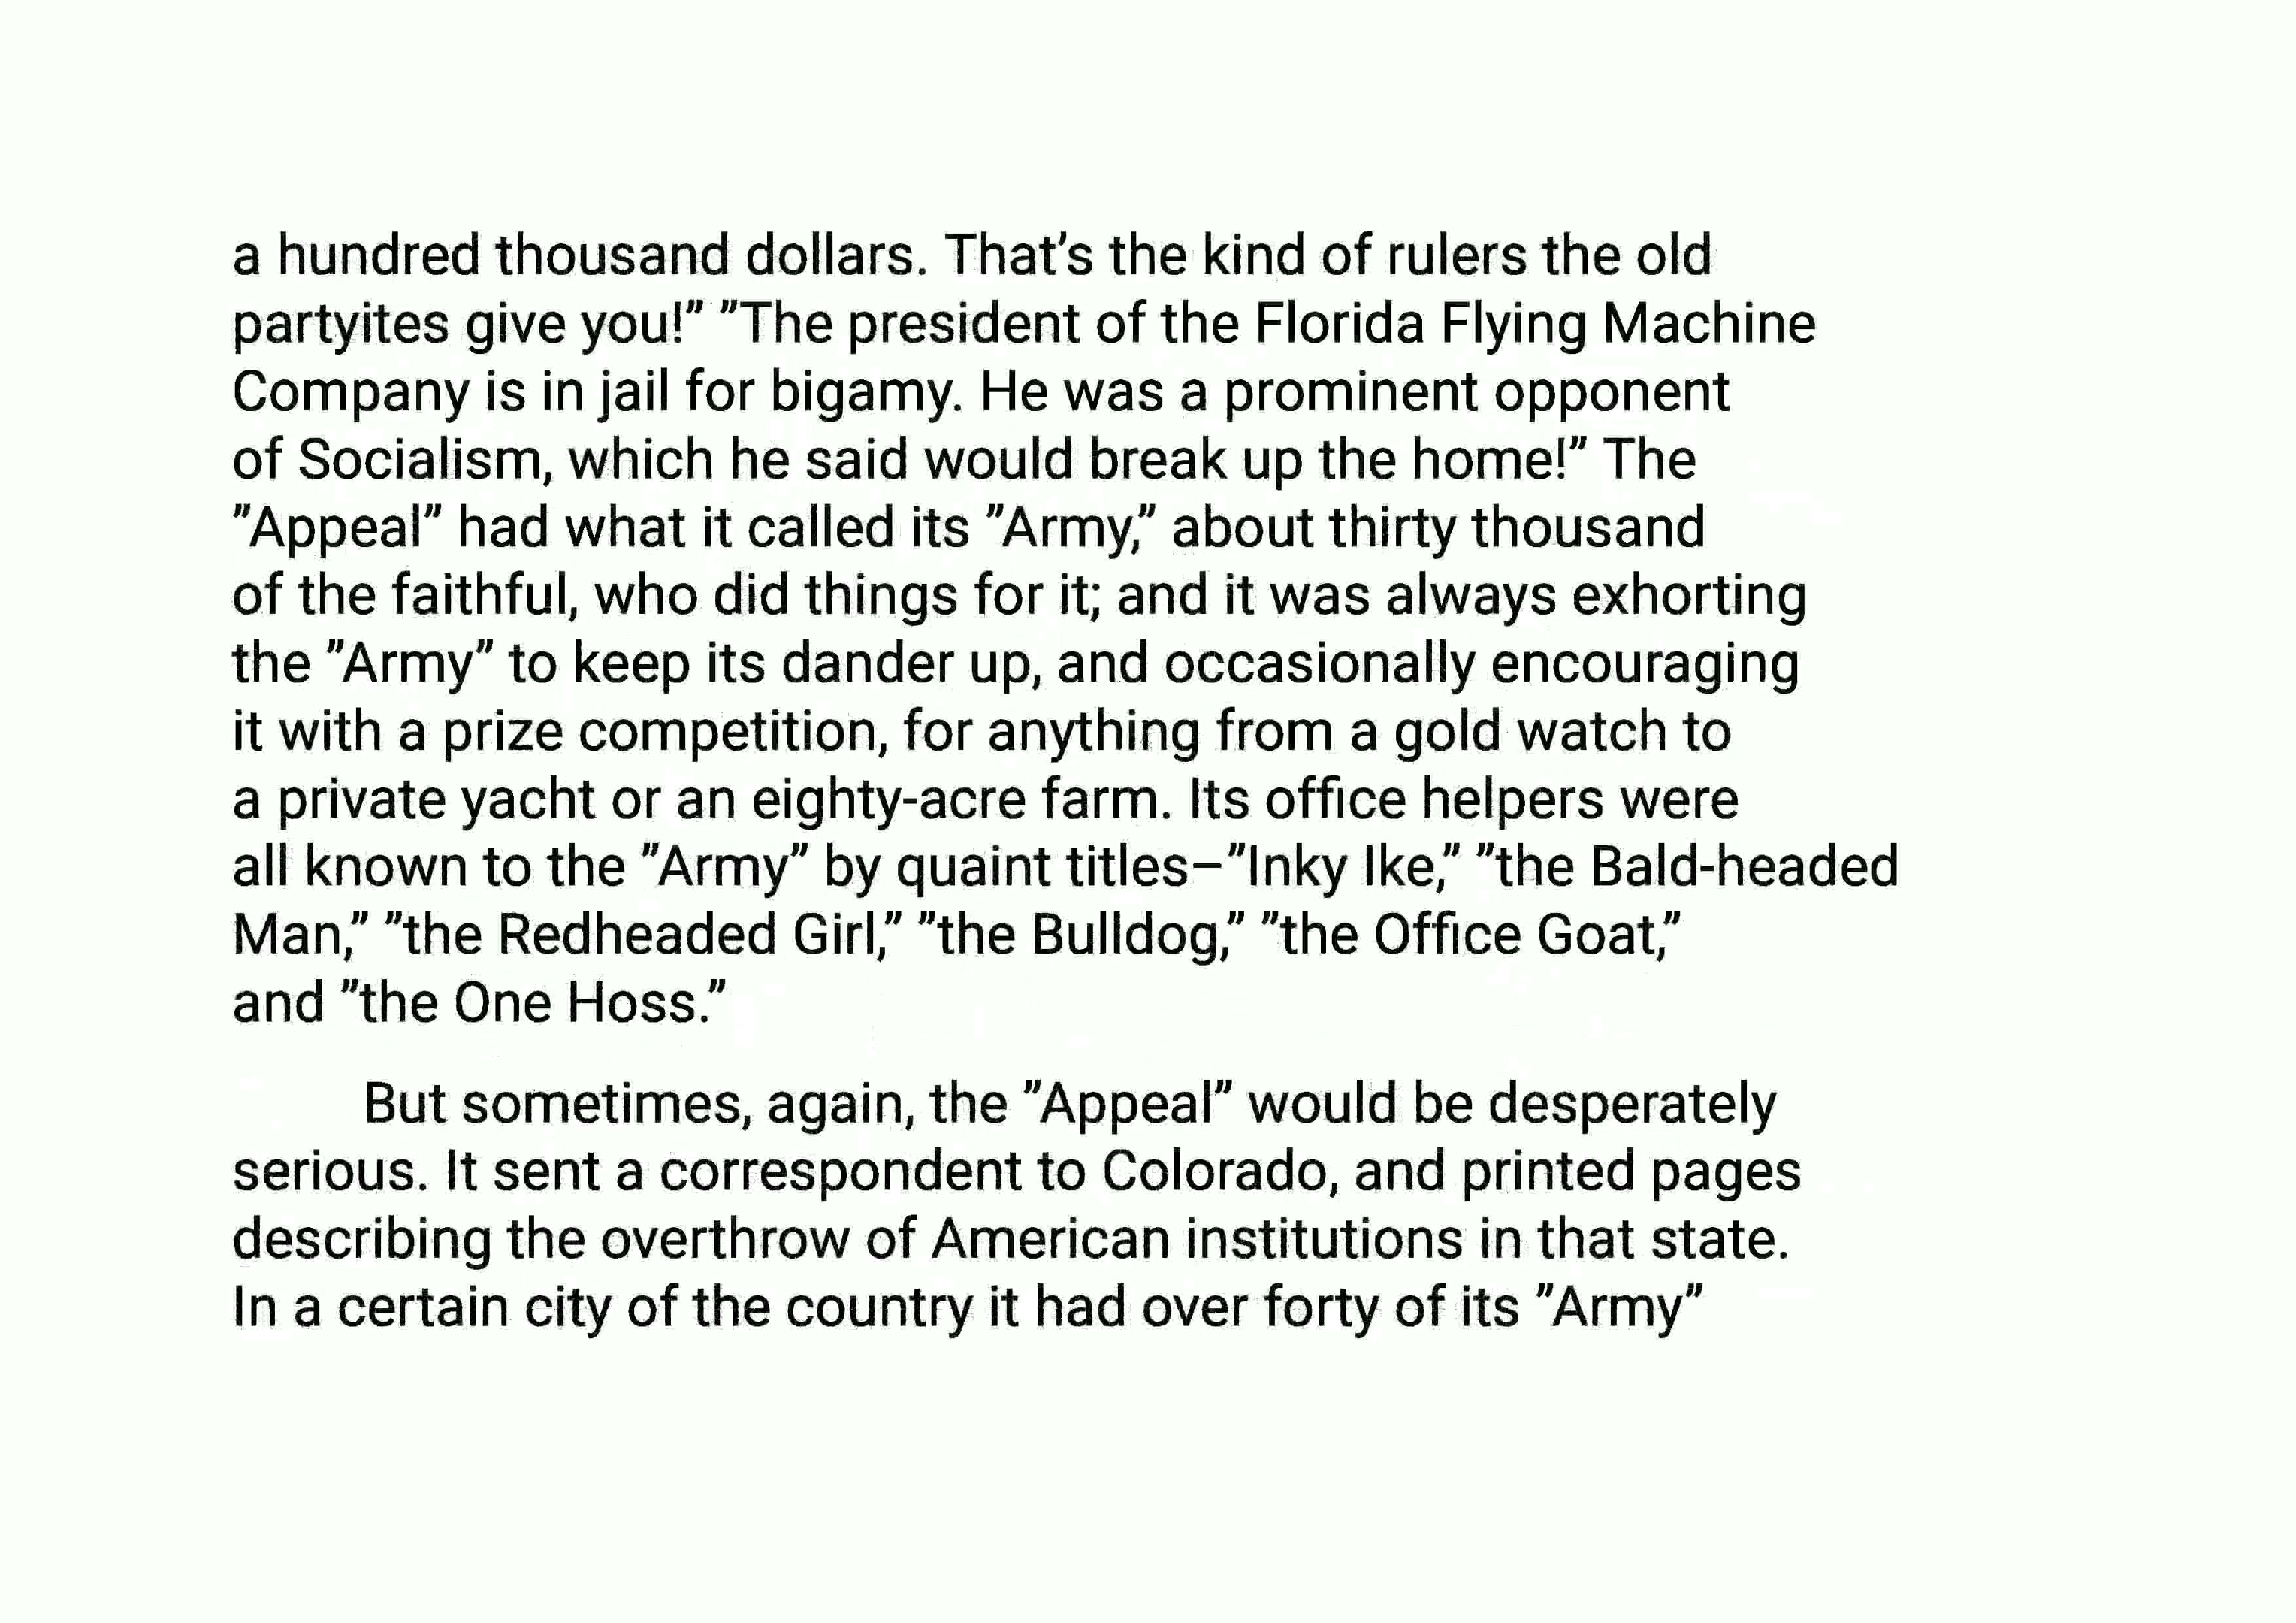 a hundred thousand dollars. That’s the kind of rulers the old
partyites give you!” ”The president of the Florida Flying Machine
Company is in jail for bigamy. He was a prominent opponent
of Socialism, which he said would break up the home!” The
”Appeal” had what it called its ”Army,” about thirty thousand
of the faithful, who did things for it; and it was always exhorting
the ”Army” to keep its dander up, and occasionally encouraging
it with a prize competition, for anything from a gold watch to
a private yacht or an eighty-acre farm. Its office helpers were
all known to the ”Army” by quaint titles–”Inky Ike,” ”the Bald-headed
Man,” ”the Redheaded Girl,” ”the Bulldog,” ”the Office Goat,”
and ”the One Hoss.”
But sometimes, again, the ”Appeal” would be desperately
serious. It sent a correspondent to Colorado, and printed pages
describing the overthrow of American institutions in that state.
In a certain city of the country it had over forty of its ”Army”